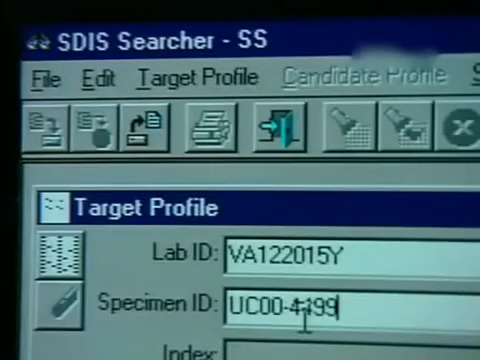 SDIS Searcher - SS
File Edit Target Profile Candidate Profile
Target Profile
Lab ID: VA122015Y
Specimen ID:
Index: